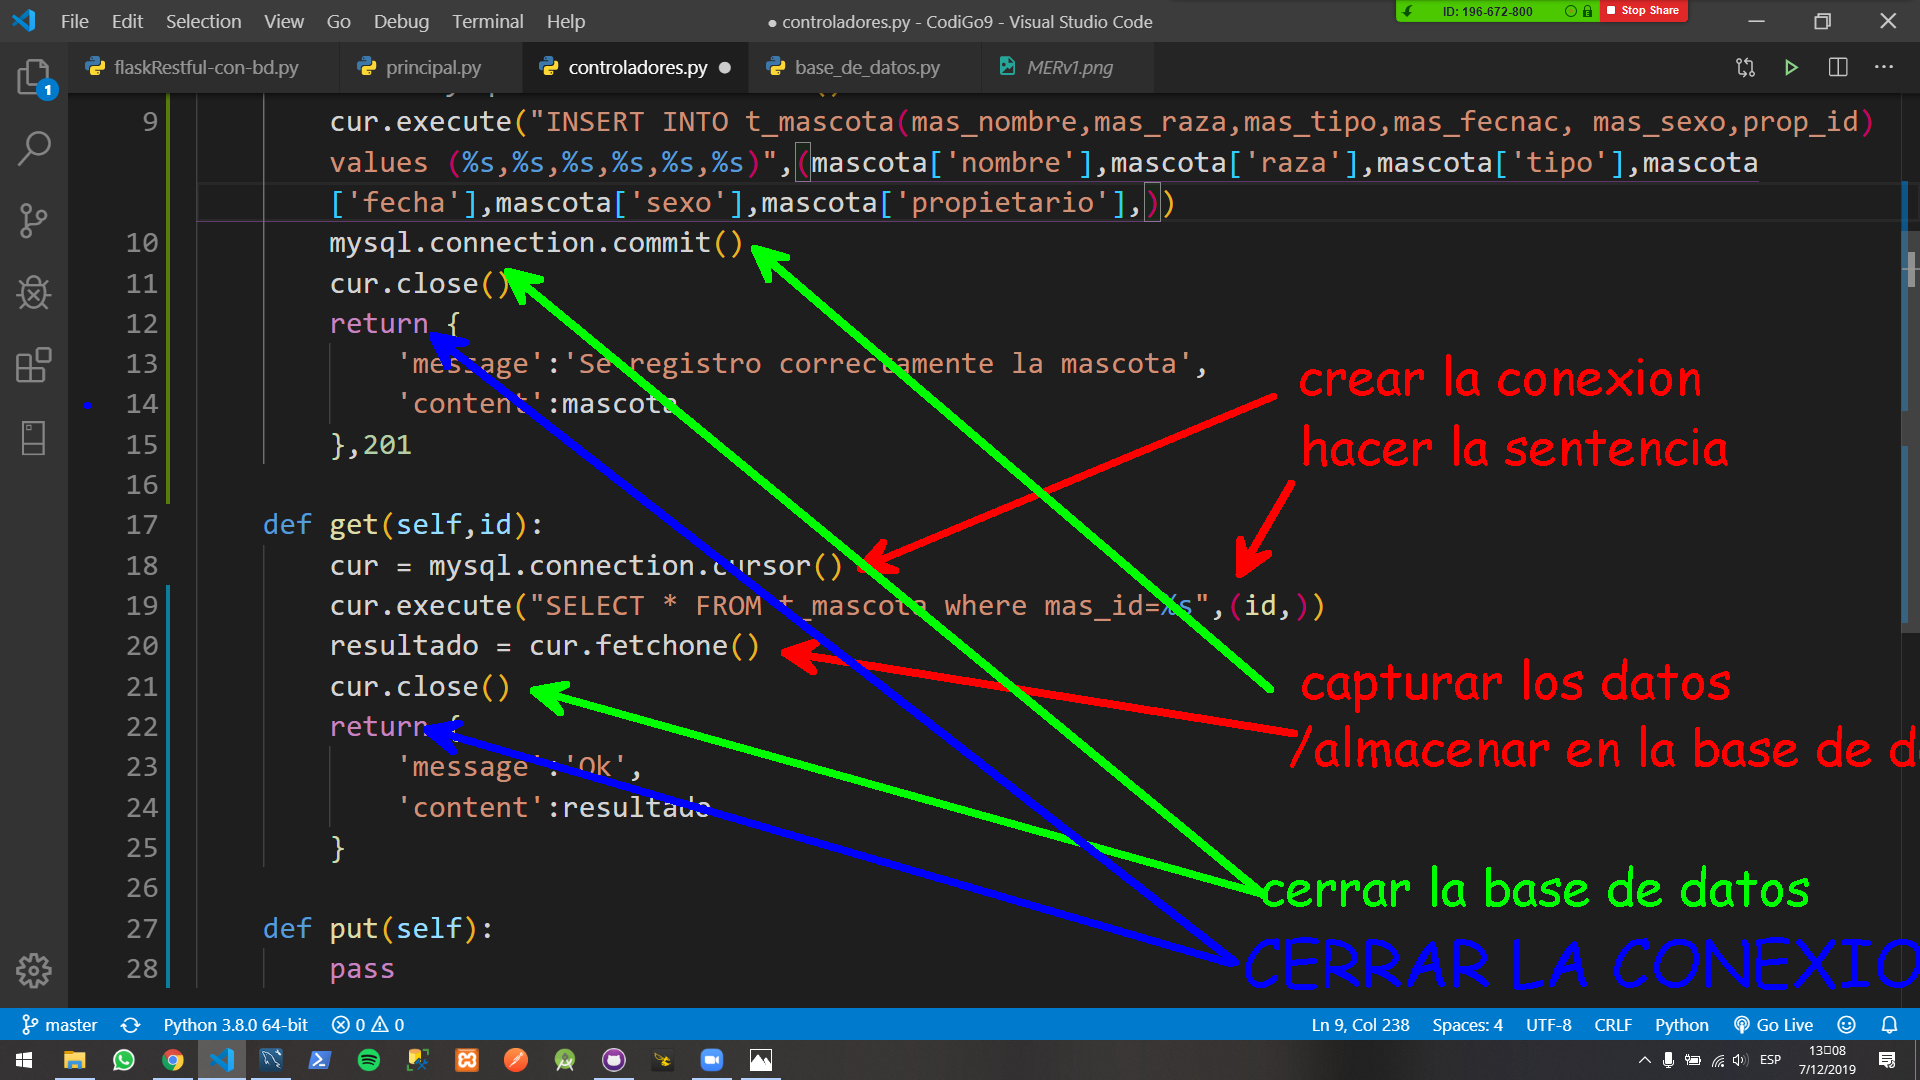 File Edit Selection View Go Debug Terminal Help
● controladores.py - CodiGo9 - Visual Studio Code
ID: 196-672-800
Stop Share
flaskRestful-con-bd.py
principal.py
controladores.py
base_de_datos.py
MERv1.png
1
9 cur.execute("INSERT INTO t_mascota(mas_nombre,mas_raza,mas_tipo,mas_fecnac, mas_sexo,prop_id)
values (%s,%s,%s,%s,%s,%s)",(mascota['nombre'],mascota['raza'],mascota['tipo'],mascota
['fecha'],mascota['sexo'],mascota['propietario'],))
10 mysql.connection.commit()
11 cur.close()
12 return {
13 'message':'Se registro correctamente la mascota',
14 'content':mascota
15 },201
16
17 def get(self,id):
18 cur = mysql.connection.cursor()
19 cur.execute("SELECT * FROM t_mascota where mas_id=%s",(id,))
20 resultado = cur.fetchone()
21 cur.close()
22 return {
23 'message':'Ok',
24 'content':resultado
25 }
26
27 def put(self):
28 pass
crear la conexion
hacer la sentencia
capturar los datos
/almacenar en la base de d
cerrar la base de datos
CERRAR LA CONEXIO
master
Python 3.8.0 64-bit
0
0
Ln 9, Col 238
Spaces: 4
UTF-8
CRLF
Python
Go Live
ESP
13:08
7/12/2019